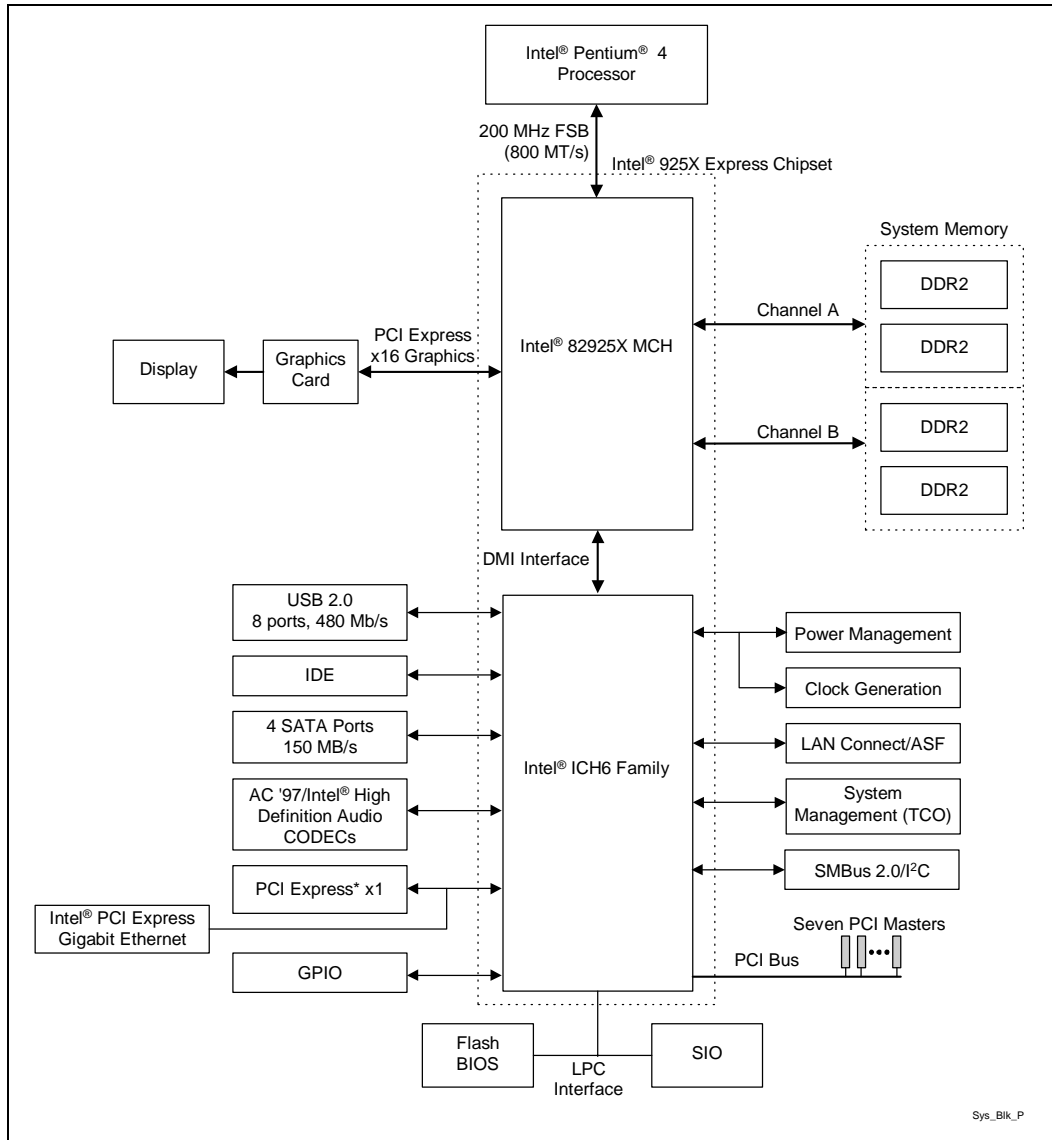 Intel® Pentium® 4
Processor
200 MHz FSB
(800 MT/s)
Intel® 925X Express Chipset
System Memory
DDR2
Channel A
DDR2
PCI Express
x16 Graphics
Intel® 82925X MCH
Display
Graphics
Card
Channel B
DDR2
DDR2
DMI Interface
USB 2.0
8 ports, 480 Mb/s
Power Management
IDE
Clock Generation
4 SATA Ports
150 MB/s
LAN Connect/ASF
Intel® ICH6 Family
AC '97/Intel® High
Definition Audio
CODECs
System
Management (TCO)
PCI Express* x1
SMBus 2.0/I²C
Intel® PCI Express
Gigabit Ethernet
Seven PCI Masters
PCI Bus
GPIO
Flash
BIOS
SIO
LPC
Interface
Sys_Blk_P